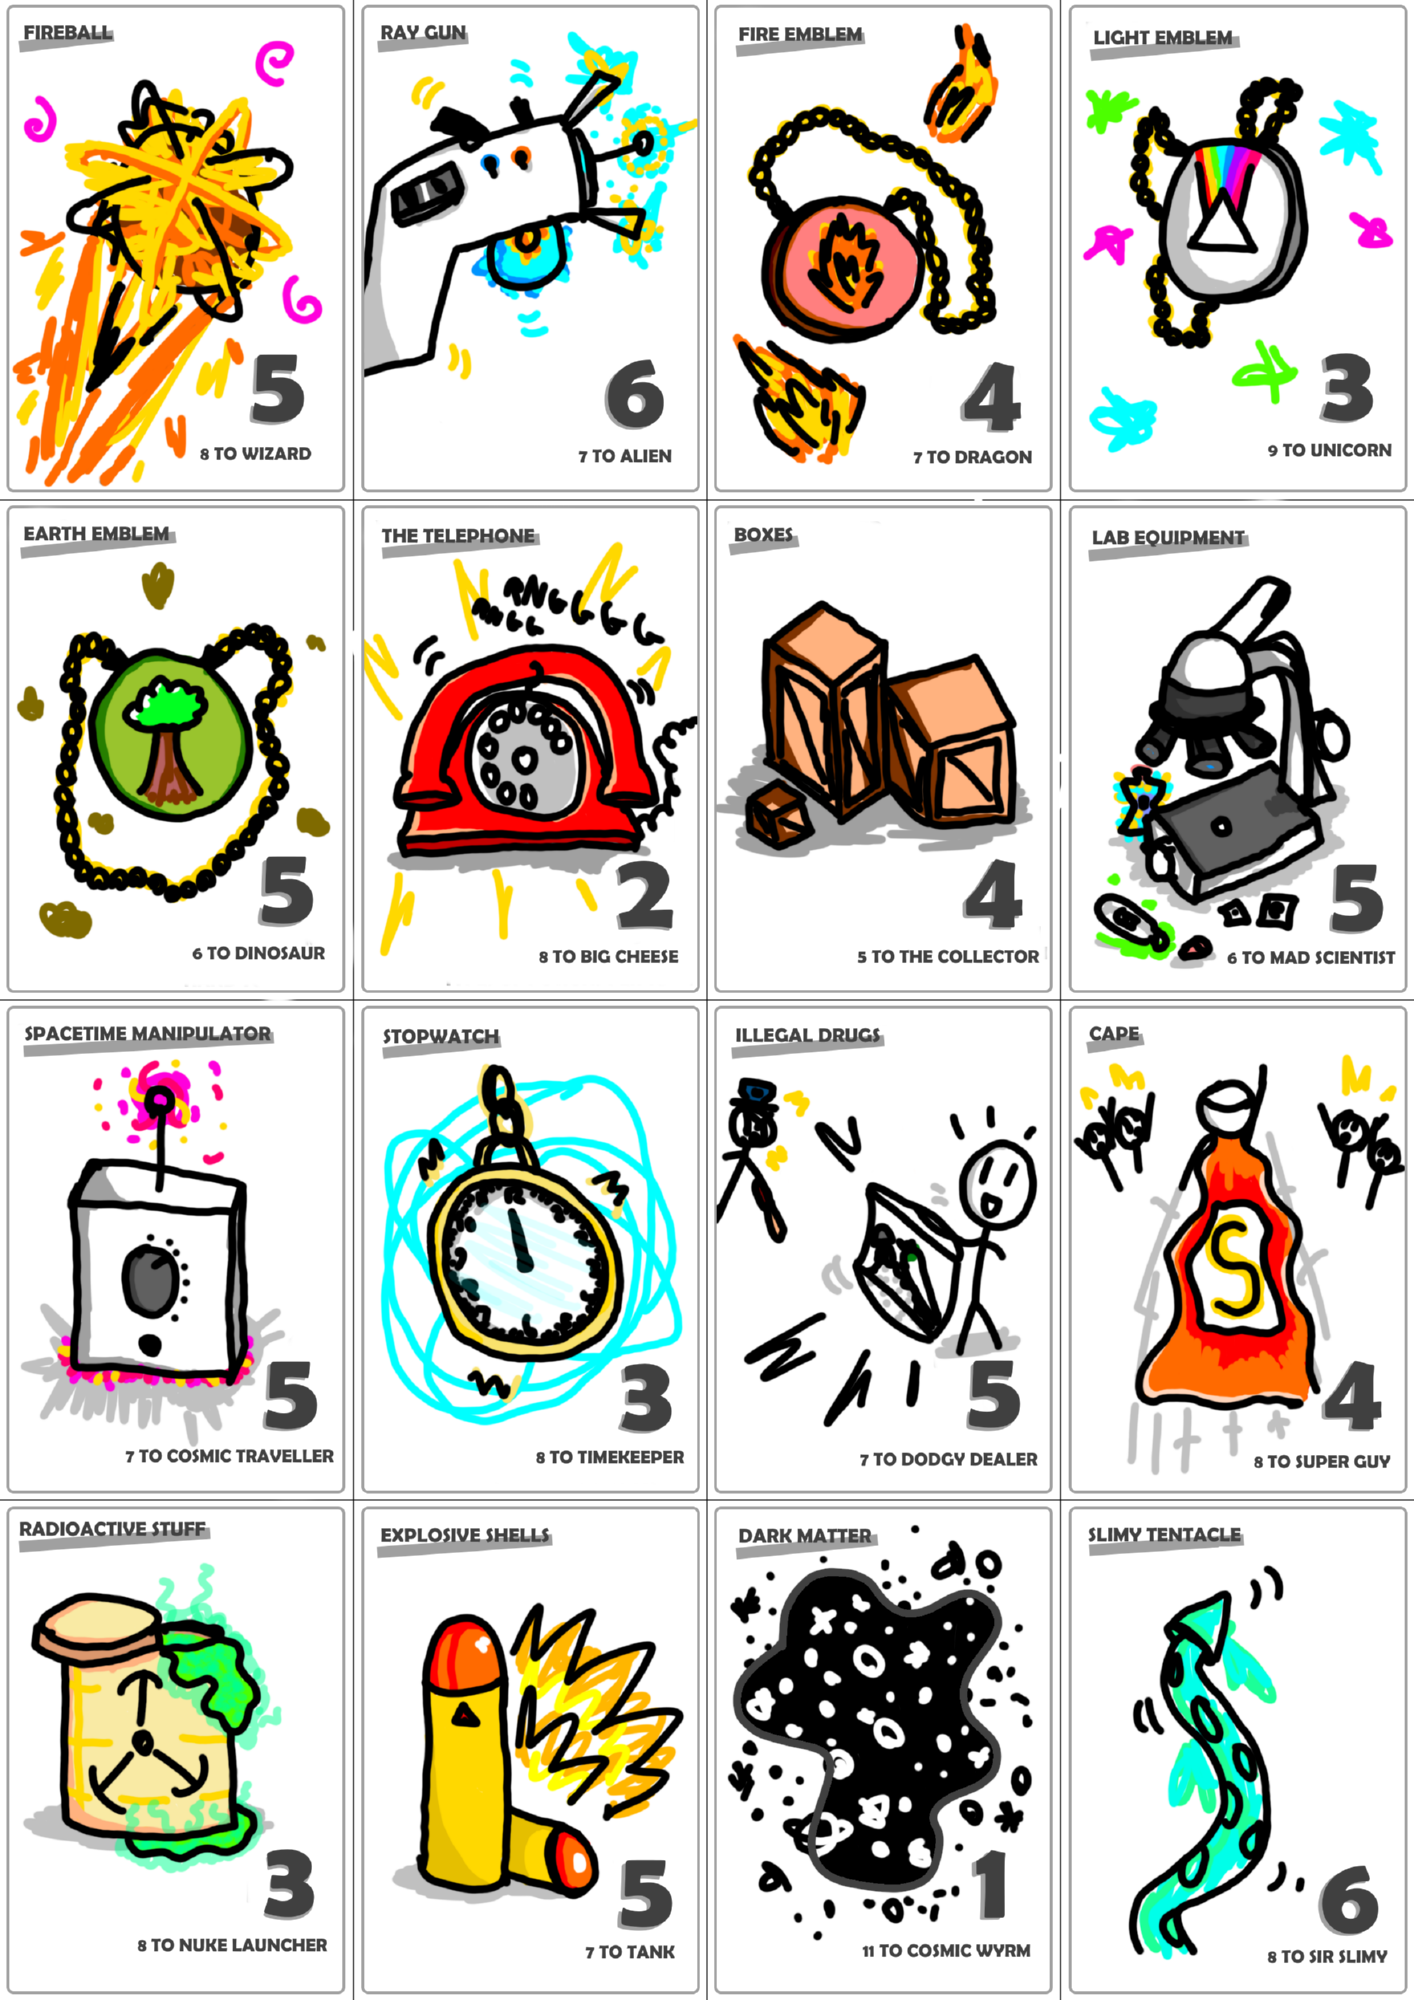 FIREBALL
5
8 TO WIZARD
RAY GUN
6
7 TO ALIEN
FIRE EMBLEM
4
7 TO DRAGON
LIGHT EMBLEM
3
9 TO UNICORN
EARTH EMBLEM
5
6 TO DINOSAUR
THE TELEPHONE
RNGGGGG
RNGGG
2
8 TO BIG CHEESE
BOXES
4
5 TO THE COLLECTOR
LAB EQUIPMENT
5
6 TO MAD SCIENTIST
SPACETIME MANIPULATOR
5
7 TO COSMIC TRAVELLER
STOPWATCH
3
8 TO TIMEKEEPER
ILLEGAL DRUGS
5
7 TO DODGY DEALER
CAPE
S
4
8 TO SUPER GUY
RADIOACTIVE STUFF
3
8 TO NUKE LAUNCHER
EXPLOSIVE SHELLS
5
7 TO TANK
DARK MATTER
1
11 TO COSMIC WYRM
SLIMY TENTACLE
6
8 TO SIR SLIMY